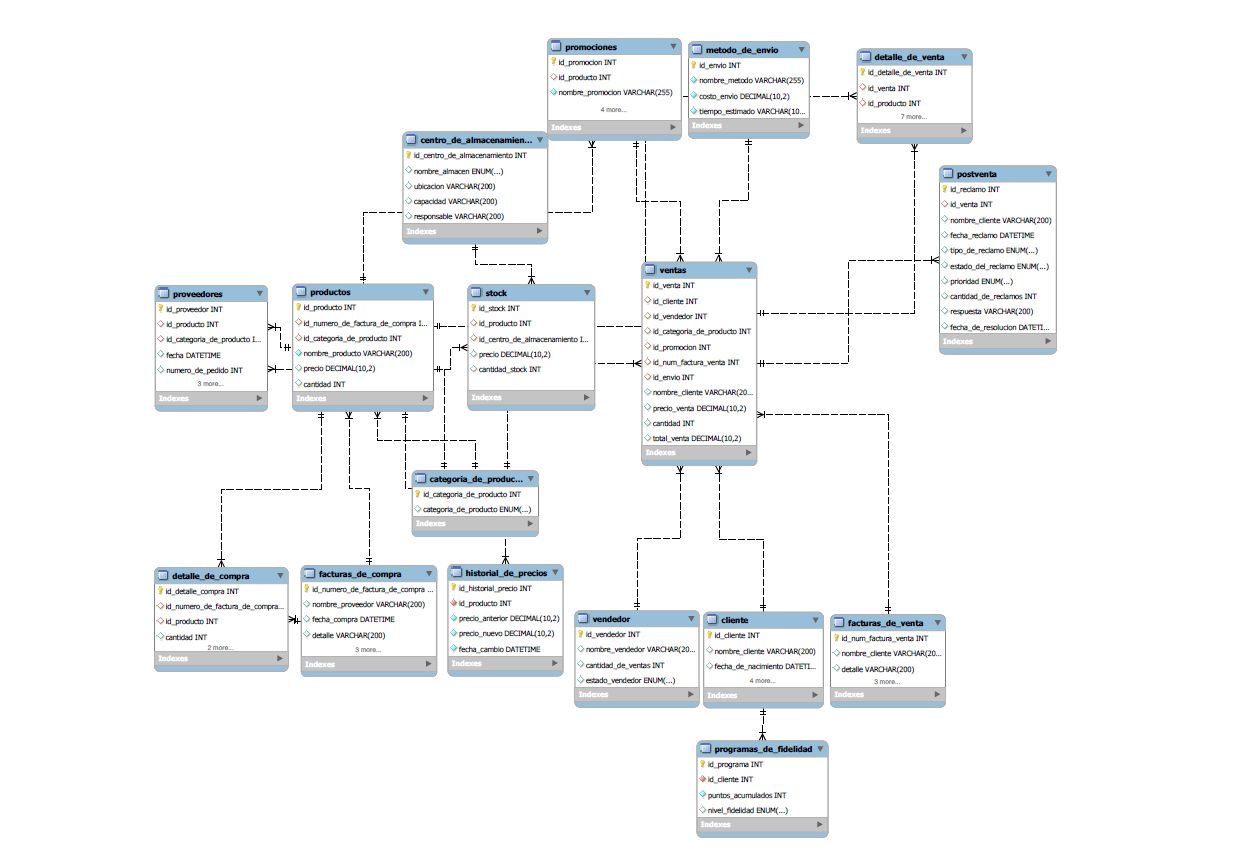 promociones
id_promocion INT
id_producto INT
nombre_promocion VARCHAR(255)
4 more...
Indexes
metodo_de_envio
id_envio INT
nombre_metodo VARCHAR(255)
costo_envio DECIMAL(10,2)
tiempo_estimado VARCHAR(10...
Indexes
detalle_de_venta
id_detalle_de_venta INT
id_venta INT
id_producto INT
7 more...
Indexes
centro_de_almacenamien...
id_centro_de_almacenamiento INT
nombre_almacen ENUM(...)
ubicacion VARCHAR(200)
capacidad VARCHAR(200)
responsable VARCHAR(200)
Indexes
postventa
id_reclamo INT
id_venta INT
nombre_cliente VARCHAR(200)
fecha_reclamo DATETIME
tipo_de_reclamo ENUM(...)
estado_del_reclamo ENUM(...)
prioridad ENUM(...)
cantidad_de_reclamos INT
respuesta VARCHAR(200)
fecha_de_resolucion DATETI...
Indexes
proveedores
id_proveedor INT
id_producto INT
id_categoria_de_producto I...
fecha DATETIME
numero_de_pedido INT
3 more...
Indexes
productos
id_producto INT
id_numero_de_factura_de_compra I...
id_categoria_de_producto INT
nombre_producto VARCHAR(200)
precio DECIMAL(10,2)
cantidad INT
Indexes
stock
id_stock INT
id_producto INT
id_centro_de_almacenamiento I...
precio DECIMAL(10,2)
cantidad_stock INT
Indexes
ventas
id_venta INT
id_cliente INT
id_vendedor INT
id_categoria_de_producto INT
id_promocion INT
id_num_factura_venta INT
id_envio INT
nombre_cliente VARCHAR(20...
precio_venta DECIMAL(10,2)
cantidad INT
total_venta DECIMAL(10,2)
Indexes
categoria_de_produc...
id_categoria_de_producto INT
categoria_de_producto ENUM(...)
Indexes
detalle_de_compra
id_detalle_compra INT
id_numero_de_factura_de_compra...
id_producto INT
cantidad INT
2 more...
Indexes
facturas_de_compra
id_numero_de_factura_de_compra ...
nombre_proveedor VARCHAR(200)
fecha_compra DATETIME
detalle VARCHAR(200)
3 more...
Indexes
historial_de_precios
id_historial_precio INT
id_producto INT
precio_anterior DECIMAL(10,2)
precio_nuevo DECIMAL(10,2)
fecha_cambio DATETIME
Indexes
vendedor
id_vendedor INT
nombre_vendedor VARCHAR(20...
cantidad_de_ventas INT
estado_vendedor ENUM(...)
Indexes
cliente
id_cliente INT
nombre_cliente VARCHAR(200)
fecha_de_nacimiento DATETI...
4 more...
Indexes
facturas_de_venta
id_num_factura_venta INT
nombre_cliente VARCHAR(20...
detalle VARCHAR(200)
3 more...
Indexes
programas_de_fidelidad
id_programa INT
id_cliente INT
puntos_acumulados INT
nivel_fidelidad ENUM(...)
Indexes